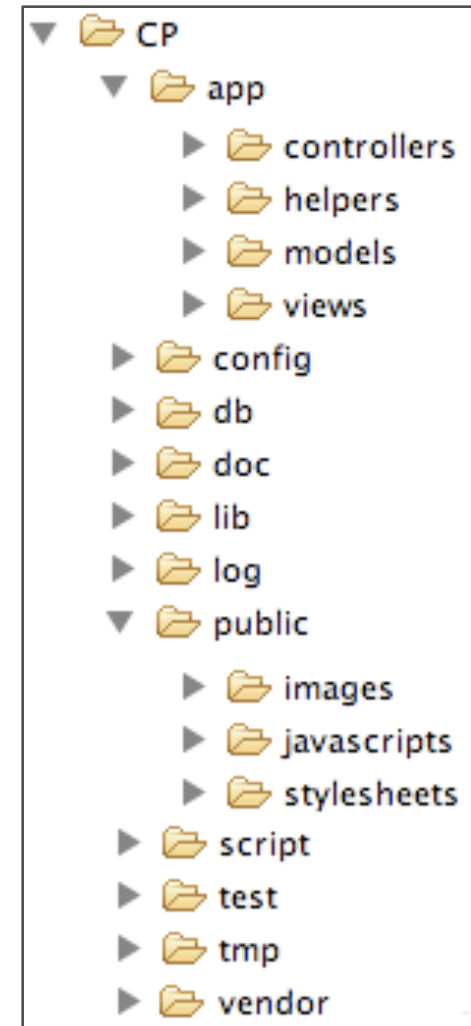 CP
app
controllers
helpers
models
views
config
db
doc
lib
log
public
images
javascripts
stylesheets
script
test
tmp
vendor